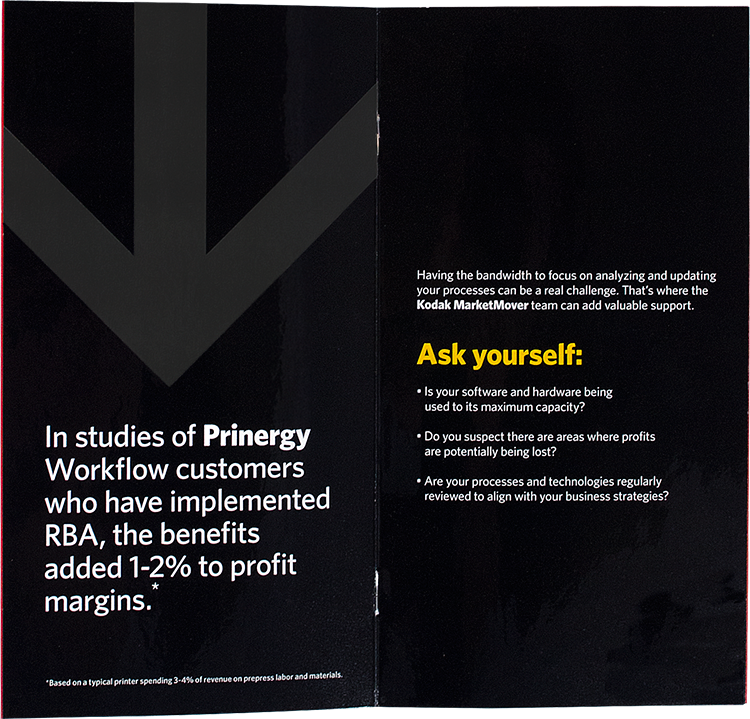 In studies of Prinergy
Workflow customers
who have implemented
RBA, the benefits
added 1-2% to profit
margins.*
*Based on a typical printer spending 3-4% of revenue on prepress labor and materials.
Having the bandwidth to focus on analyzing and updating
your processes can be a real challenge. That's where the
Kodak MarketMover team can add valuable support.
Ask yourself:
• Is your software and hardware being
used to its maximum capacity?
• Do you suspect there are areas where profits
are potentially being lost?
• Are your processes and technologies regularly
reviewed to align with your business strategies?